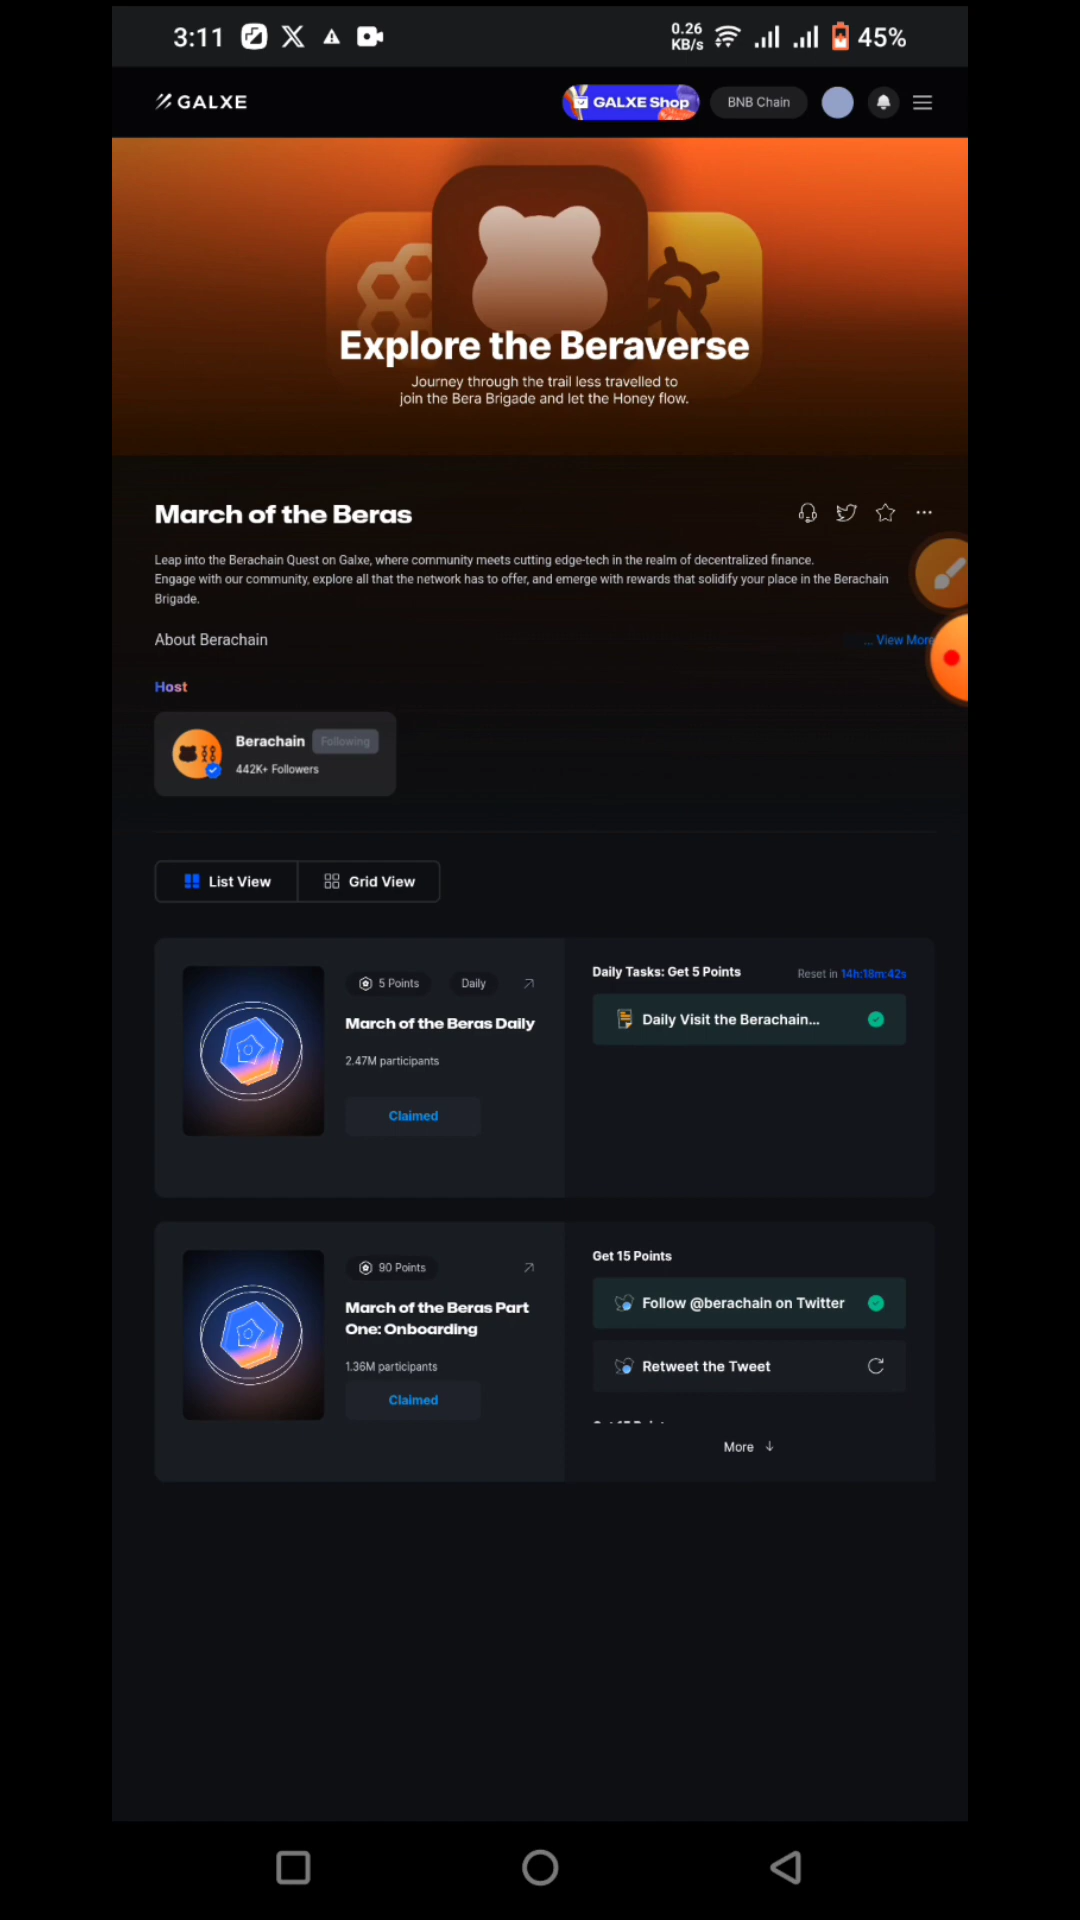 3:11
0.26 KB/s
45%
GALXE
GALXE Shop
BNB Chain
Explore the Beraverse
Journey through the trail less travelled to
join the Bera Brigade and let the Honey flow.
March of the Beras
Leap into the Berachain Quest on Galxe, where community meets cutting edge-tech in the realm of decentralized finance.
Engage with our community, explore all that the network has to offer, and emerge with rewards that solidify your place in the Berachain
Brigade.
About Berachain
... View More
Host
Berachain
Following
442K+ Followers
List View
Grid View
5 Points
Daily
March of the Beras Daily
2.47M participants
Claimed
Daily Tasks: Get 5 Points
Reset in 14h:18m:42s
Daily Visit the Berachain...
90 Points
March of the Beras Part
One: Onboarding
1.36M participants
Claimed
Get 15 Points
Follow @berachain on Twitter
Retweet the Tweet
More